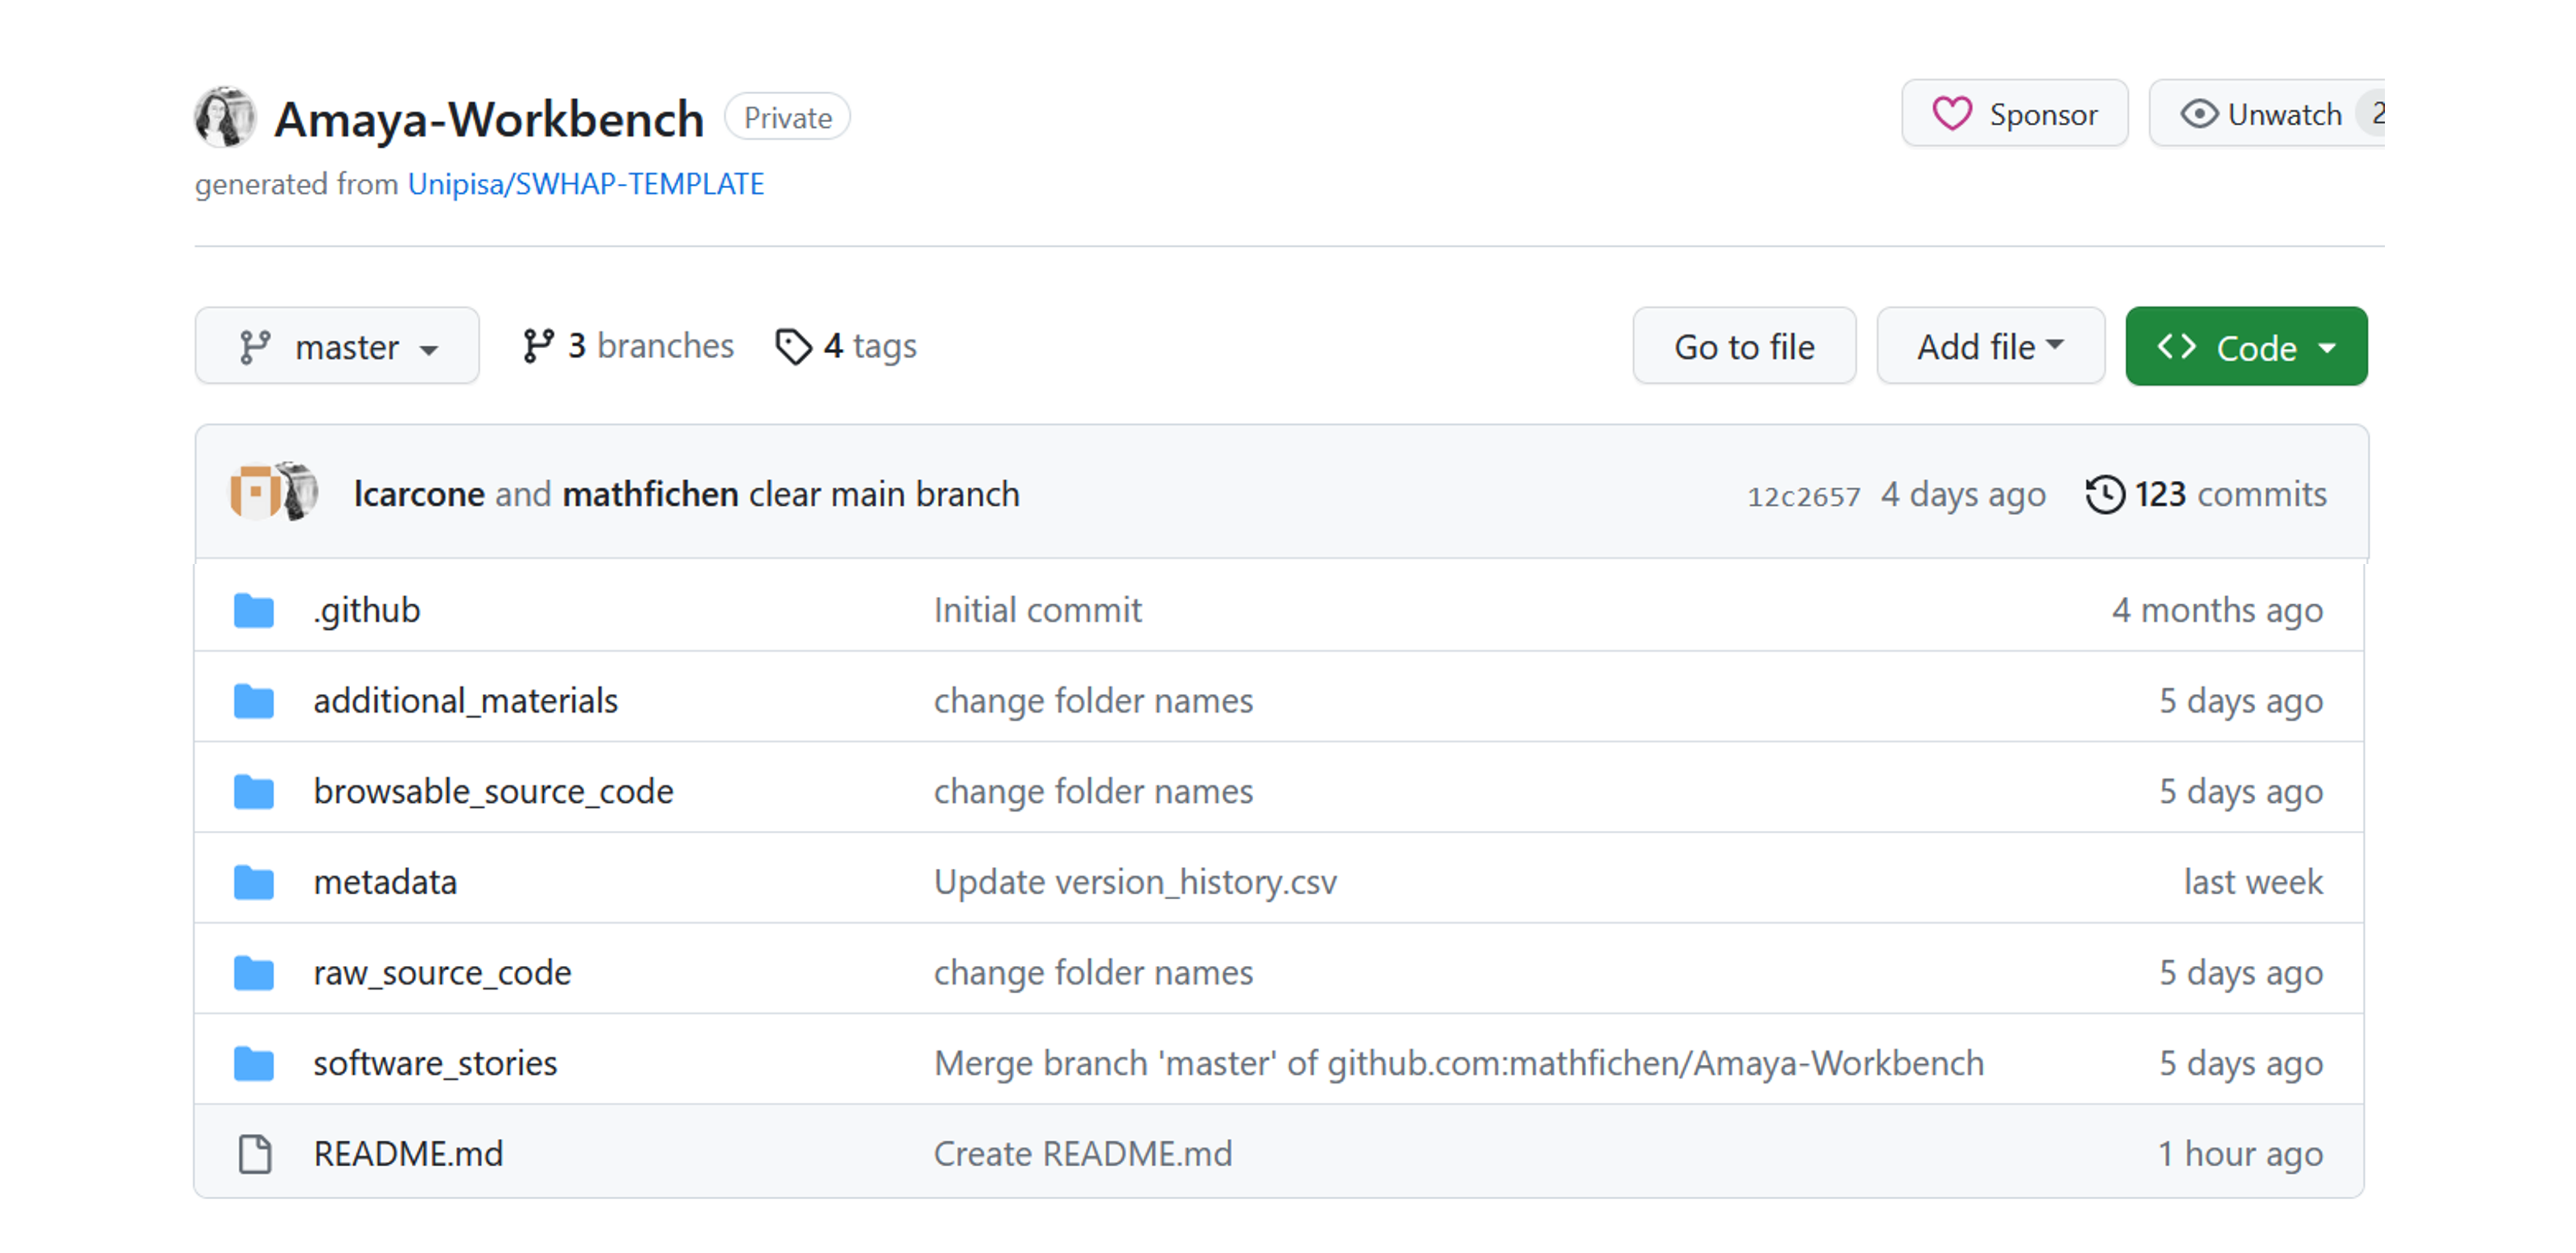 Amaya-Workbench Private Sponsor Unwatch 2
generated from Unipisa/SWHAP-TEMPLATE
master 3 branches 4 tags Go to file Add file Code
lcarcone and mathfichen clear main branch 12c2657 4 days ago 123 commits
.github Initial commit 4 months ago
additional_materials change folder names 5 days ago
browsable_source_code change folder names 5 days ago
metadata Update version_history.csv last week
raw_source_code change folder names 5 days ago
software_stories Merge branch 'master' of github.com:mathfichen/Amaya-Workbench 5 days ago
README.md Create README.md 1 hour ago